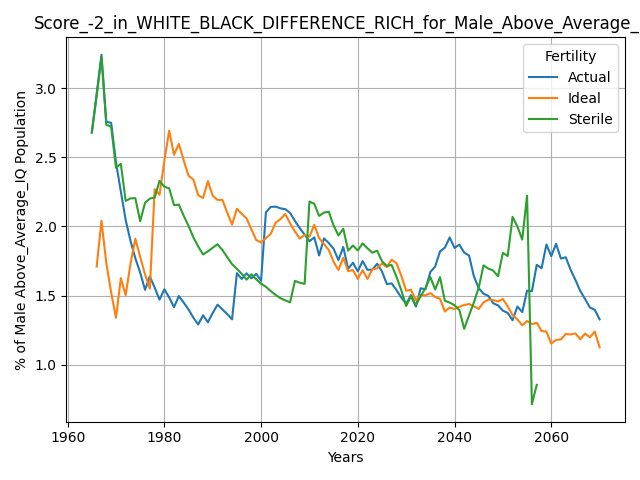 Score_-2_in_WHITE_BLACK_DIFFERENCE_RICH_for_Male_Above_Average_
Fertility
Actual
Ideal
Sterile
% of Male Above_Average_IQ Population
3.0
2.5
2.0
1.5
1.0
1960 1980 2000 2020 2040 2060
Years